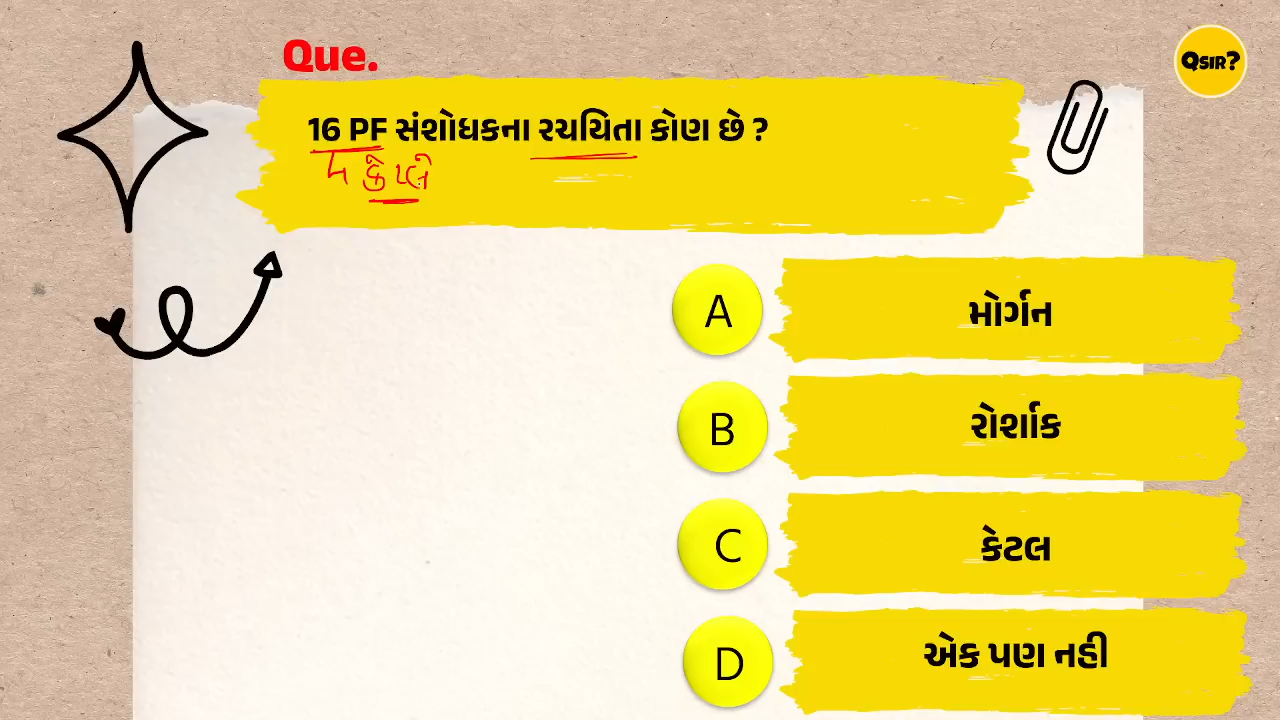 Que.
QSIR?
16 PF સંશોધકના રચયિતા કોણ છે ?
A
મોર્ગન
B
રોર્શાક
C
કેટલ
D
એક પણ નહી